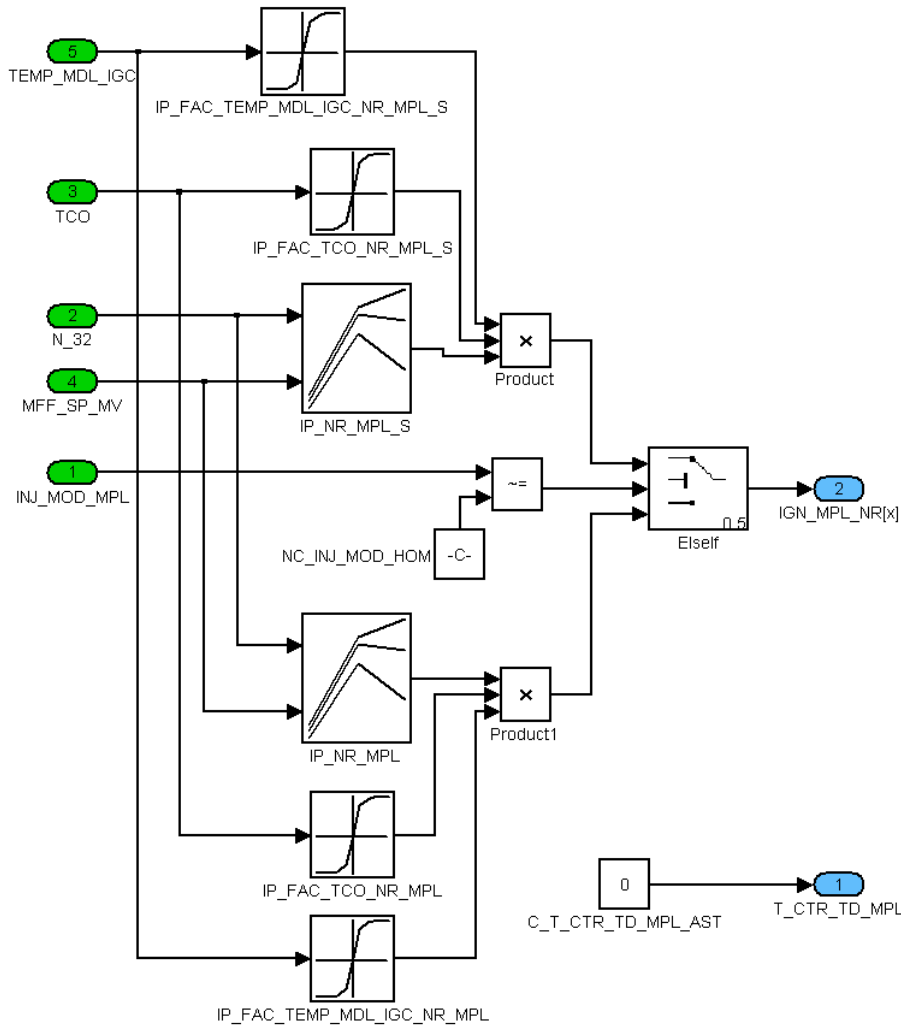 5
TEMP_MDL_IGC
IP_FAC_TEMP_MDL_IGC_NR_MPL_S
3
TCO
IP_FAC_TCO_NR_MPL_S
2
N_32
4
MFF_SP_MV
IP_NR_MPL_S
×
Product
1
INJ_MOD_MPL
~=
NC_INJ_MOD_HOM
-C-
0.5
ElseIf
2
IGN_MPL_NR[x]
IP_NR_MPL
×
Product1
IP_FAC_TCO_NR_MPL
0
C_T_CTR_TD_MPL_AST
1
T_CTR_TD_MPL
IP_FAC_TEMP_MDL_IGC_NR_MPL